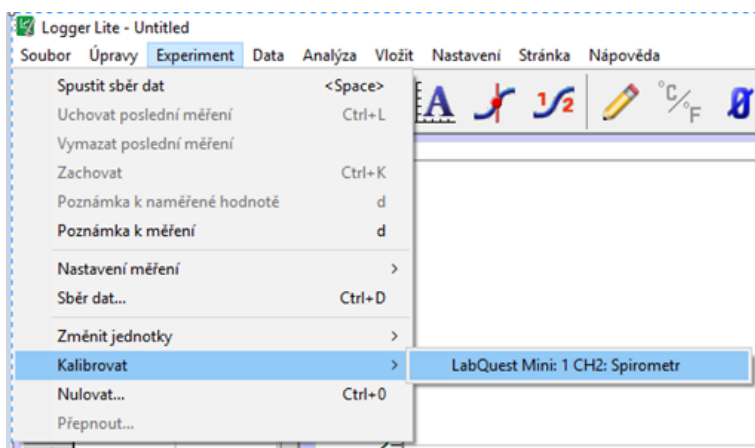 Logger Lite - Untitled
Soubor Úpravy Experiment Data Analýza Vložit Nastavení Stránka Nápověda
Spustit sběr dat <Space>
Uchovat poslední měření Ctrl+L
Vymazat poslední měření
Zachovat Ctrl+K
Poznámka k naměřené hodnotě d
Poznámka k měření d
Nastavení měření >
Sběr dat... Ctrl+D
Změnit jednotky >
Kalibrovat > LabQuest Mini: 1 CH2: Spirometr
Nulovat... Ctrl+0
Přepnout...
A 1/2 °C/°F 0